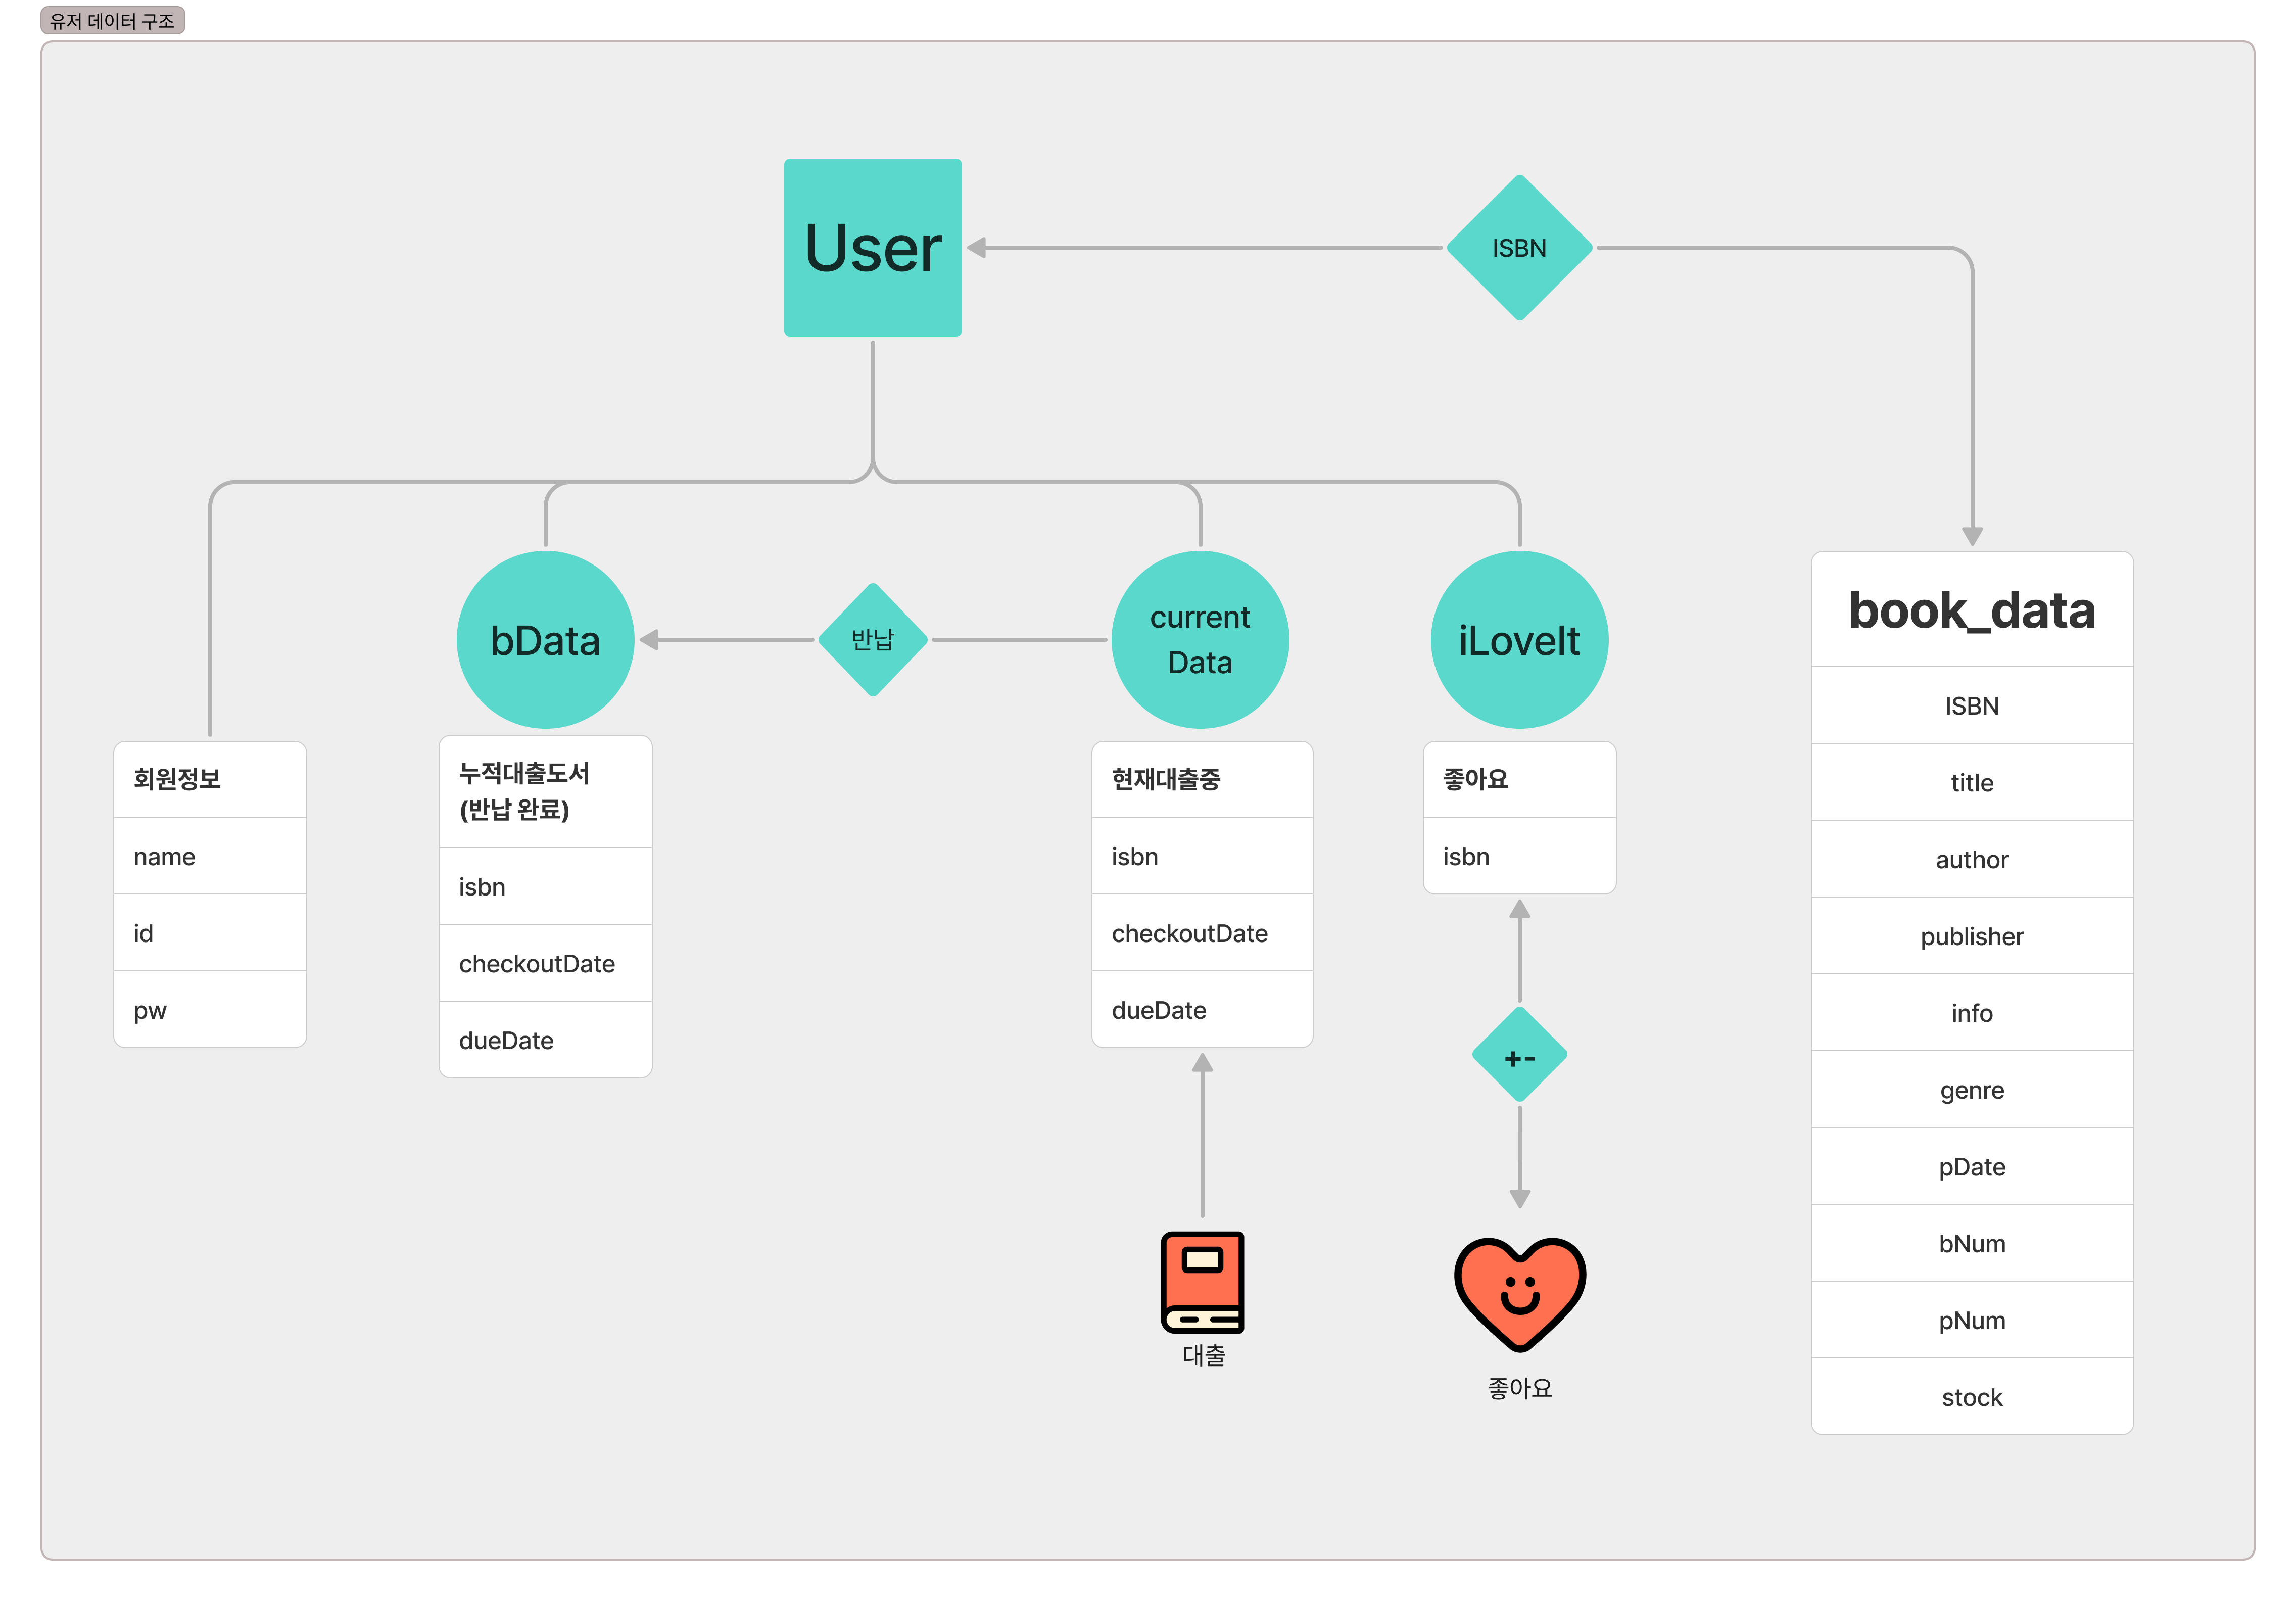 유저 데이터 구조
User
ISBN
bData
반납
current
Data
iLoveIt
회원정보
name
id
pw
누적대출도서
(반납 완료)
isbn
checkoutDate
dueDate
현재대출중
isbn
checkoutDate
dueDate
대출
좋아요
isbn
+-
좋아요
book_data
ISBN
title
author
publisher
info
genre
pDate
bNum
pNum
stock